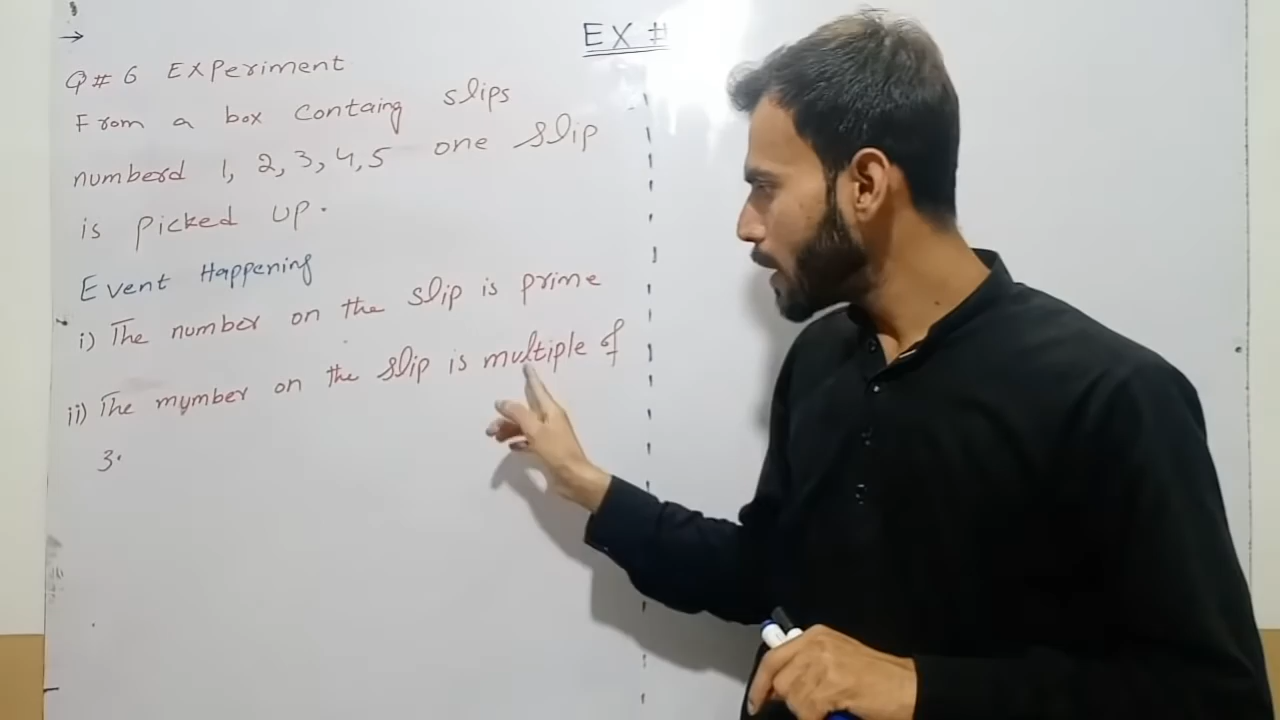 EX #
Q# 6 Experiment
From a box Containg slips
numberd 1, 2, 3, 4, 5 one slip
is picked up.
Event Happening
i) The number on the slip is prime
ii) The mymber on the slip is multiple of
3.